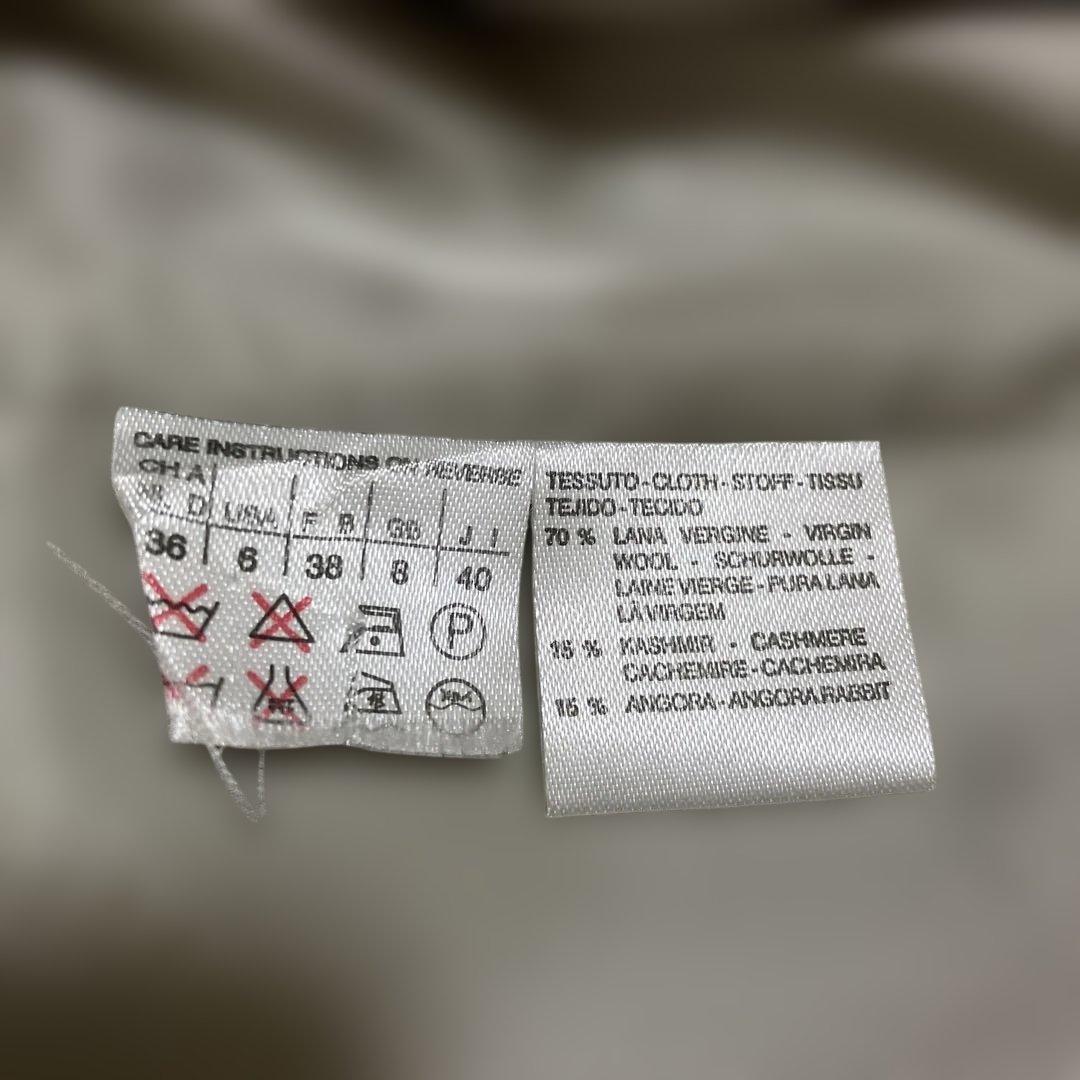 CARE INSTRUCTIONS ON REVERSE
CH A
D USA F B GB J I
36 6 38 8 40
P
TESSUTO - CLOTH - STOFF - TISSU
TEJIDO - TECIDO
70 % LANA VERGINE - VIRGIN
WOOL - SCHURWOLLE -
LAINE VIERGE - PURA LANA
LÃ VIRGEM
15 % KASHMIR - CASHMERE
CACHEMIRE - CACHEMIRA
15 % ANGORA - ANGORA RABBIT